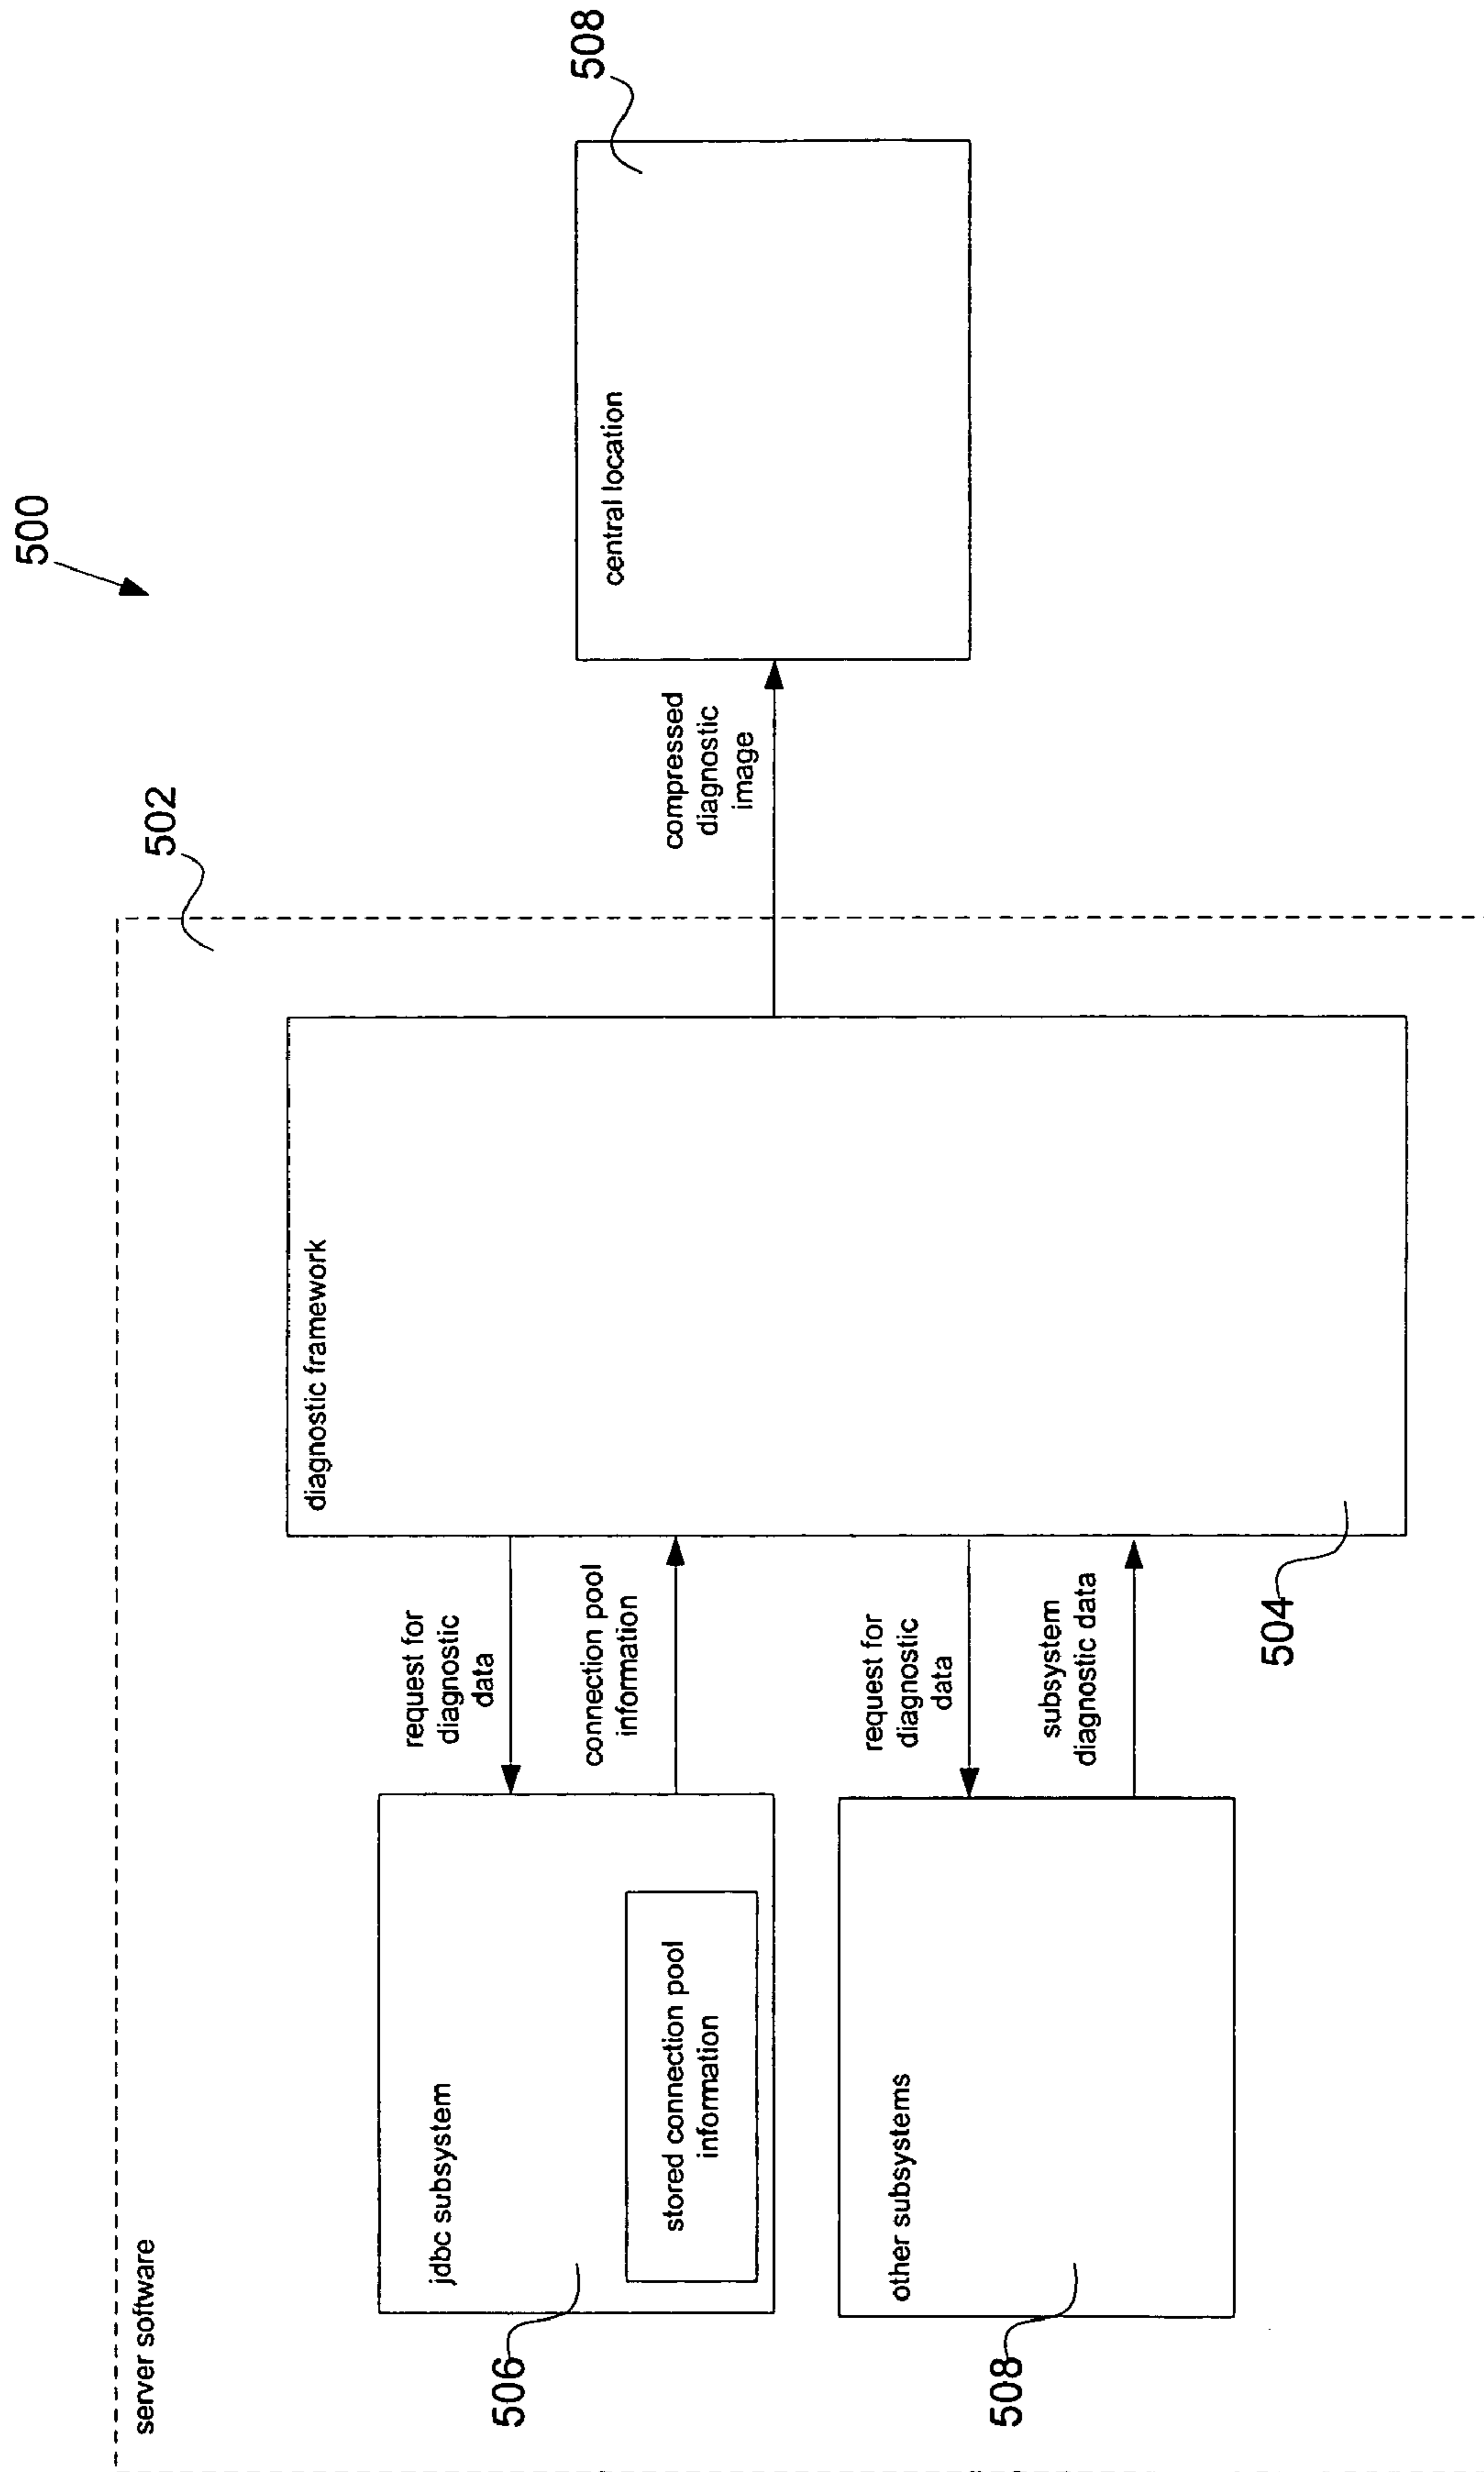 500
502
server software
jdbc subsystem
stored connection pool
information
506
request for
diagnostic
data
connection pool
information
diagnostic framework
504
other subsystems
508
request for
diagnostic
data
subsystem
diagnostic data
compressed
diagnostic
image
central location
508